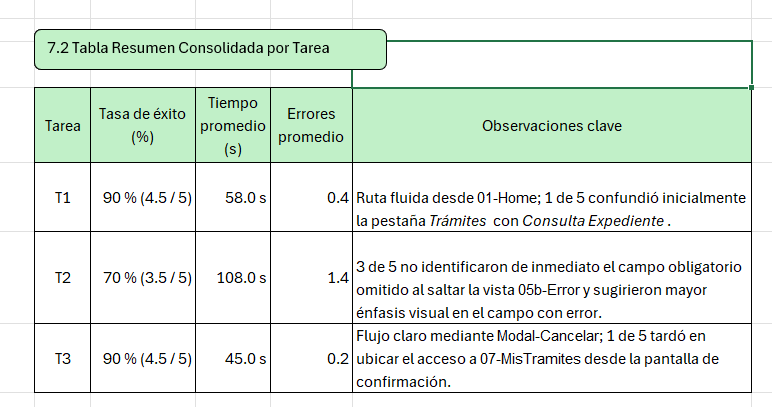 7.2 Tabla Resumen Consolidada por Tarea
Tarea
Tasa de éxito
(%)
Tiempo
promedio
(s)
Errores
promedio
Observaciones clave
T1
90 % (4.5 / 5)
58.0 s
0.4
Ruta fluida desde 01-Home; 1 de 5 confundió inicialmente
la pestaña Trámites con Consulta Expediente .
T2
70 % (3.5 / 5)
108.0 s
1.4
3 de 5 no identificaron de inmediato el campo obligatorio
omitido al saltar la vista 05b-Error y sugirieron mayor
énfasis visual en el campo con error.
T3
90 % (4.5 / 5)
45.0 s
0.2
Flujo claro mediante Modal-Cancelar; 1 de 5 tardó en
ubicar el acceso a 07-MisTramites desde la pantalla de
confirmación.